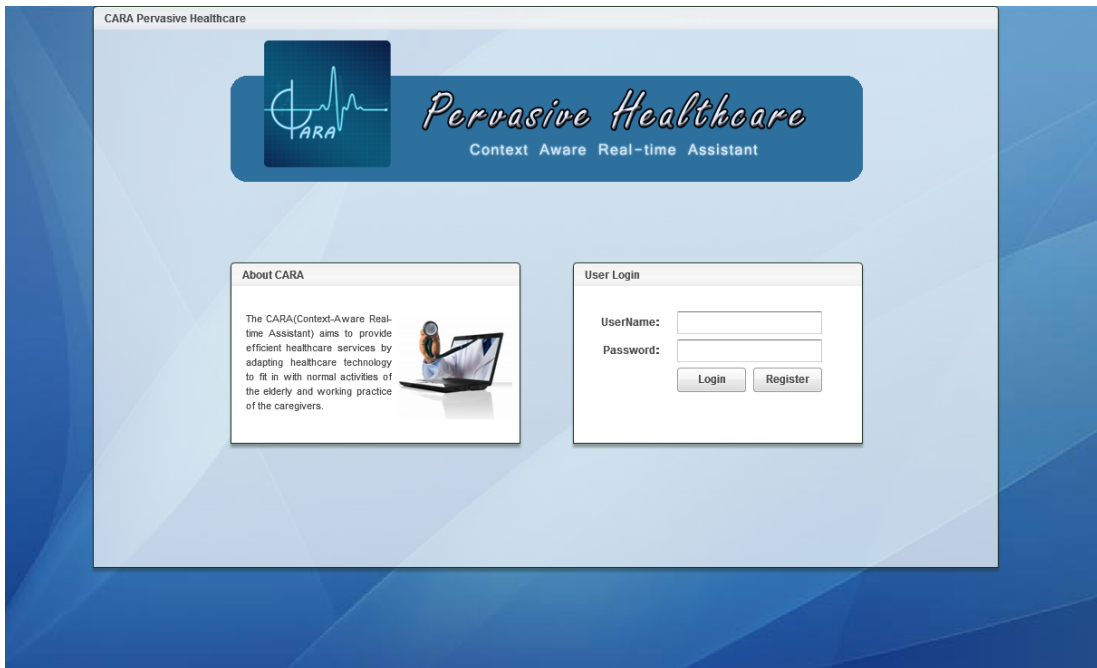 CARA Pervasive Healthcare
CARA
Pervasive Healthcare
Context Aware Real-time Assistant
About CARA
The CARA(Context-Aware Real-
time Assistant) aims to provide
efficient healthcare services by
adapting healthcare technology
to fit in with normal activities of
the elderly and working practice
of the caregivers.
User Login
UserName:
Password:
Login Register